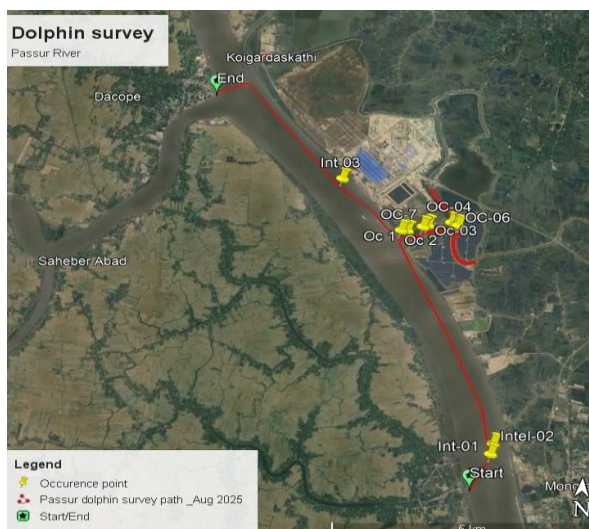 Dolphin survey
Passur River
Koigardaskathi
End
Dacope
Int-03
OC-04
OC-7
OC-06
Oc-03
Oc 1
Oc 2
Saheber Abad
Intel-02
Int-01
Start
Legend
Occurence point
Passur dolphin survey path _Aug 2025
Start/End
N